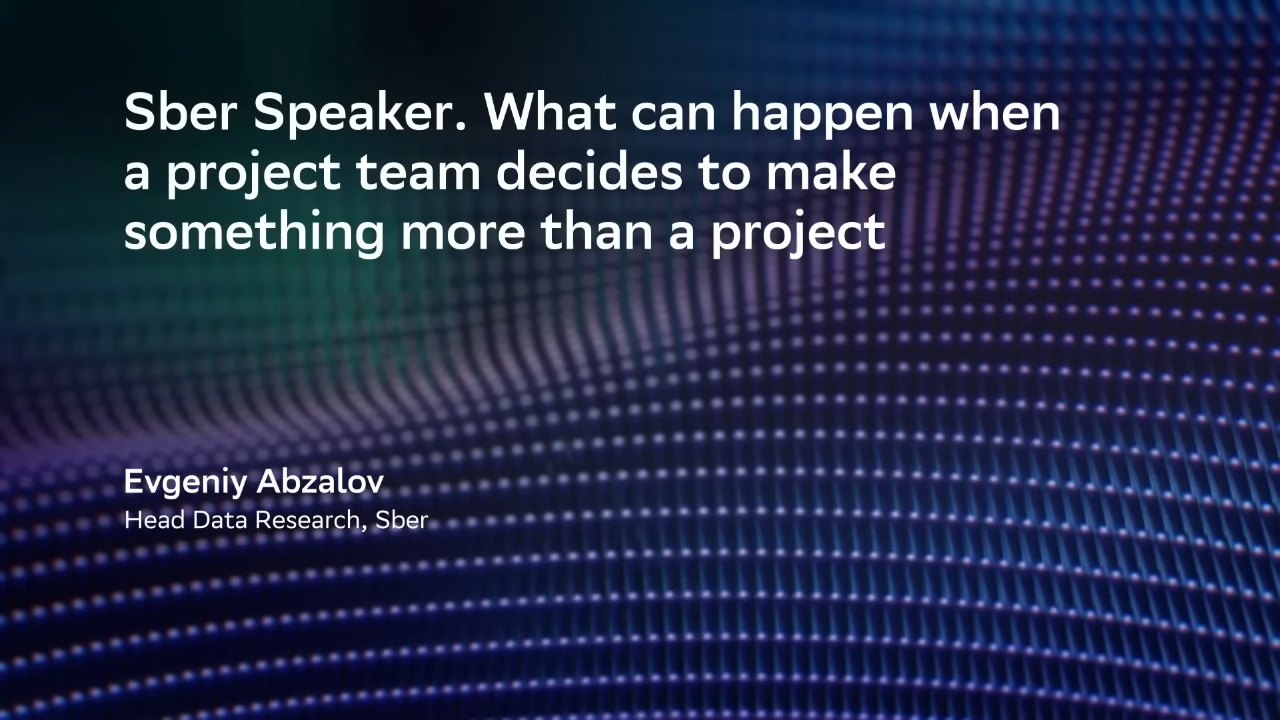 Sber Speaker. What can happen when
a project team decides to make
something more than a project
Evgeniy Abzalov
Head Data Research, Sber